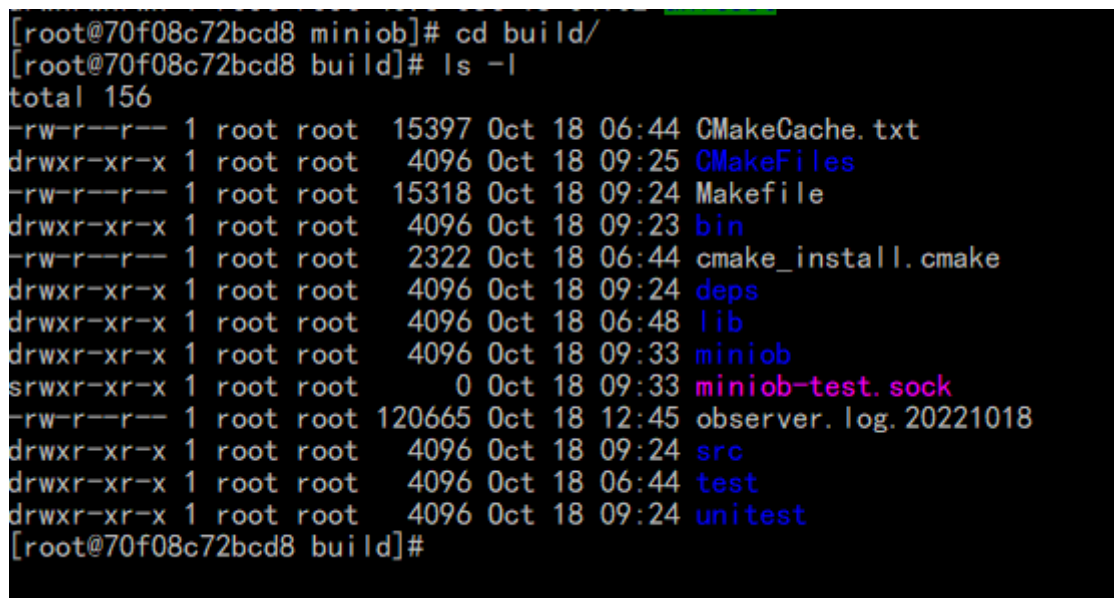 [root@70f08c72bcd8 miniob]# cd build/
[root@70f08c72bcd8 build]# ls -l
total 156
-rw-r--r-- 1 root root  15397 Oct 18 06:44 CMakeCache.txt
drwxr-xr-x 1 root root   4096 Oct 18 09:25 CMakeFiles
-rw-r--r-- 1 root root  15318 Oct 18 09:24 Makefile
drwxr-xr-x 1 root root   4096 Oct 18 09:23 bin
-rw-r--r-- 1 root root   2322 Oct 18 06:44 cmake_install.cmake
drwxr-xr-x 1 root root   4096 Oct 18 09:24 deps
drwxr-xr-x 1 root root   4096 Oct 18 06:48 lib
drwxr-xr-x 1 root root   4096 Oct 18 09:33 miniob
srwxr-xr-x 1 root root      0 Oct 18 09:33 miniob-test.sock
-rw-r--r-- 1 root root 120665 Oct 18 12:45 observer.log.20221018
drwxr-xr-x 1 root root   4096 Oct 18 09:24 src
drwxr-xr-x 1 root root   4096 Oct 18 06:44 test
drwxr-xr-x 1 root root   4096 Oct 18 09:24 unitest
[root@70f08c72bcd8 build]#